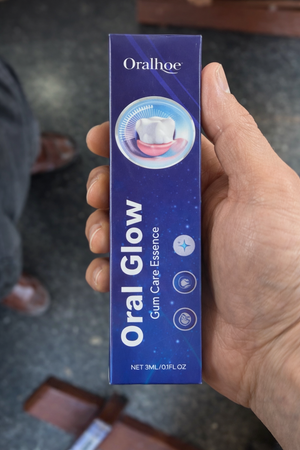 Oralhoe
Oral Glow
Gum Care Essence
NET 3ML/0.1FL.OZ